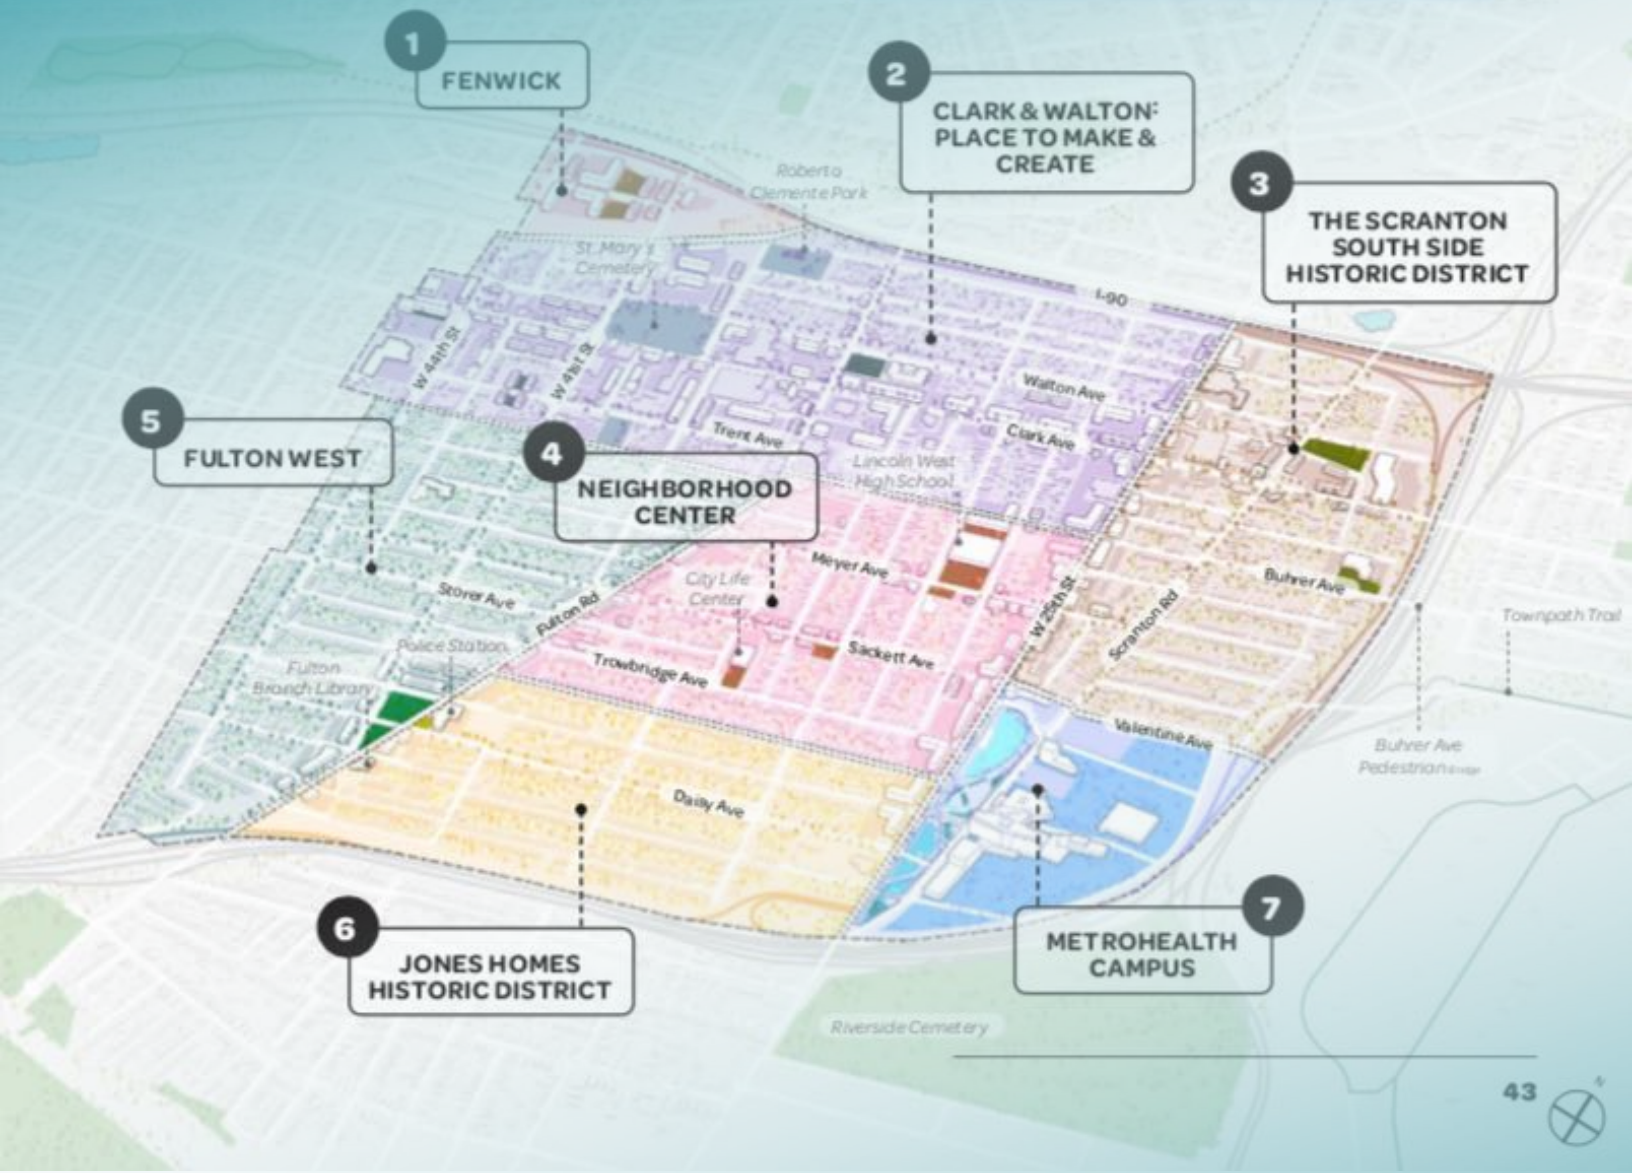 1
FENWICK
2
CLARK & WALTON:
PLACE TO MAKE &
CREATE
3
THE SCRANTON
SOUTH SIDE
HISTORIC DISTRICT
Roberto
Clemente Park
St. Mary's
Cemetery
I-90
W 44th St
W 41st St
Walton Ave
Trent Ave
Clark Ave
5
FULTON WEST
4
NEIGHBORHOOD
CENTER
Lincoln West
High School
Meyer Ave
City Life
Center
Storer Ave
Fulton Rd
W 25th St
Buhrer Ave
Scranton Rd
Townpath Trail
Police Station
Fulton
Branch Library
Trowbridge Ave
Sackett Ave
Valentine Ave
Buhrer Ave
Pedestrian Bridge
Daisy Ave
6
JONES HOMES
HISTORIC DISTRICT
7
METROHEALTH
CAMPUS
Riverside Cemetery
43
N